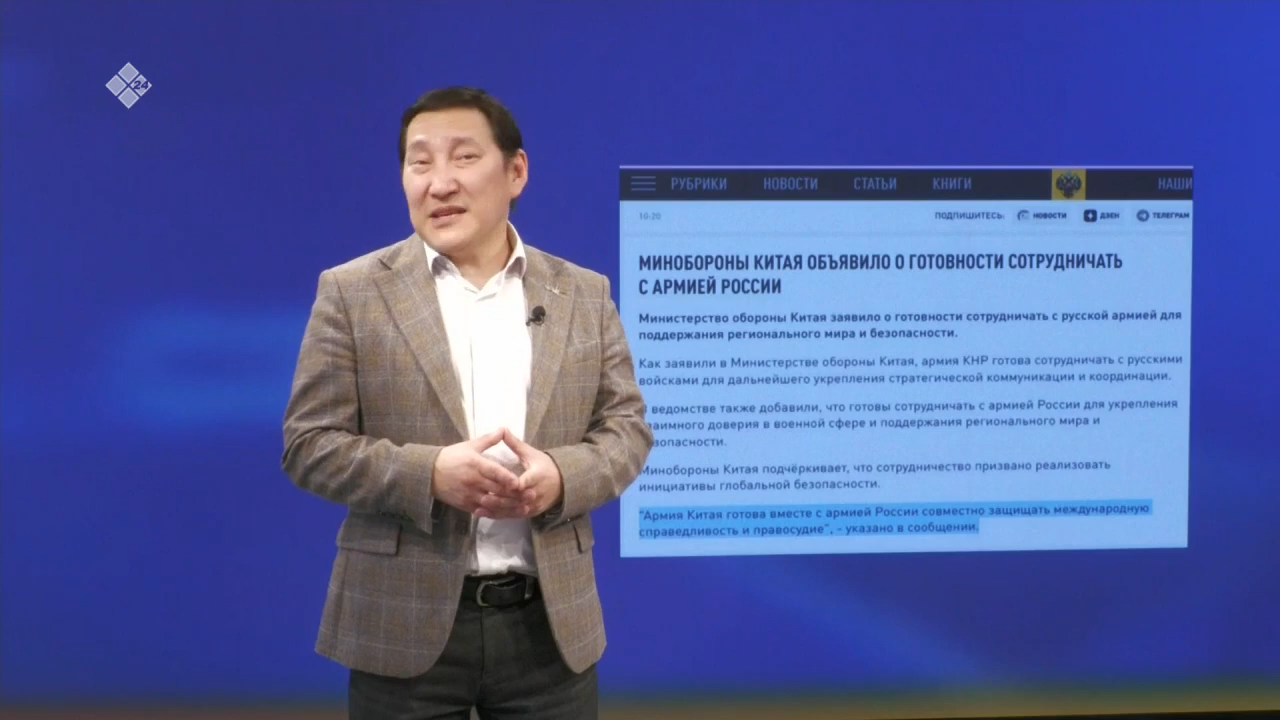 Х24
РУБРИКИ НОВОСТИ СТАТЬИ КНИГИ НАШИ
10:20 ПОДПИШИТЕСЬ: НОВОСТИ ДЗЕН ТЕЛЕГРАМ
МИНОБОРОНЫ КИТАЯ ОБЪЯВИЛО О ГОТОВНОСТИ СОТРУДНИЧАТЬ
С АРМИЕЙ РОССИИ
Министерство обороны Китая заявило о готовности сотрудничать с русской армией для
поддержания регионального мира и безопасности.
Как заявили в Министерстве обороны Китая, армия КНР готова сотрудничать с русскими
войсками для дальнейшего укрепления стратегической коммуникации и координации.
ведомстве также добавили, что готовы сотрудничать с армией России для укрепления
заимного доверия в военной сфере и поддержания регионального мира и
зопасности.
Минобороны Китая подчёркивает, что сотрудничество призвано реализовать
инициативы глобальной безопасности.
"Армия Китая готова вместе с армией России совместно защищать международную
справедливость и правосудие", - указано в сообщении.